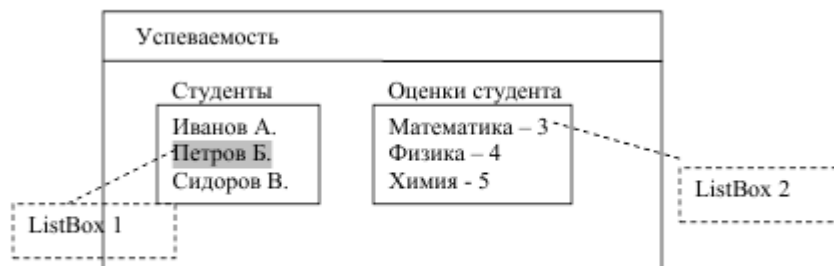 Успеваемость
Студенты
Оценки студента
Иванов А.
Петров Б.
Сидоров В.
Математика – 3
Физика – 4
Химия - 5
ListBox 1
ListBox 2